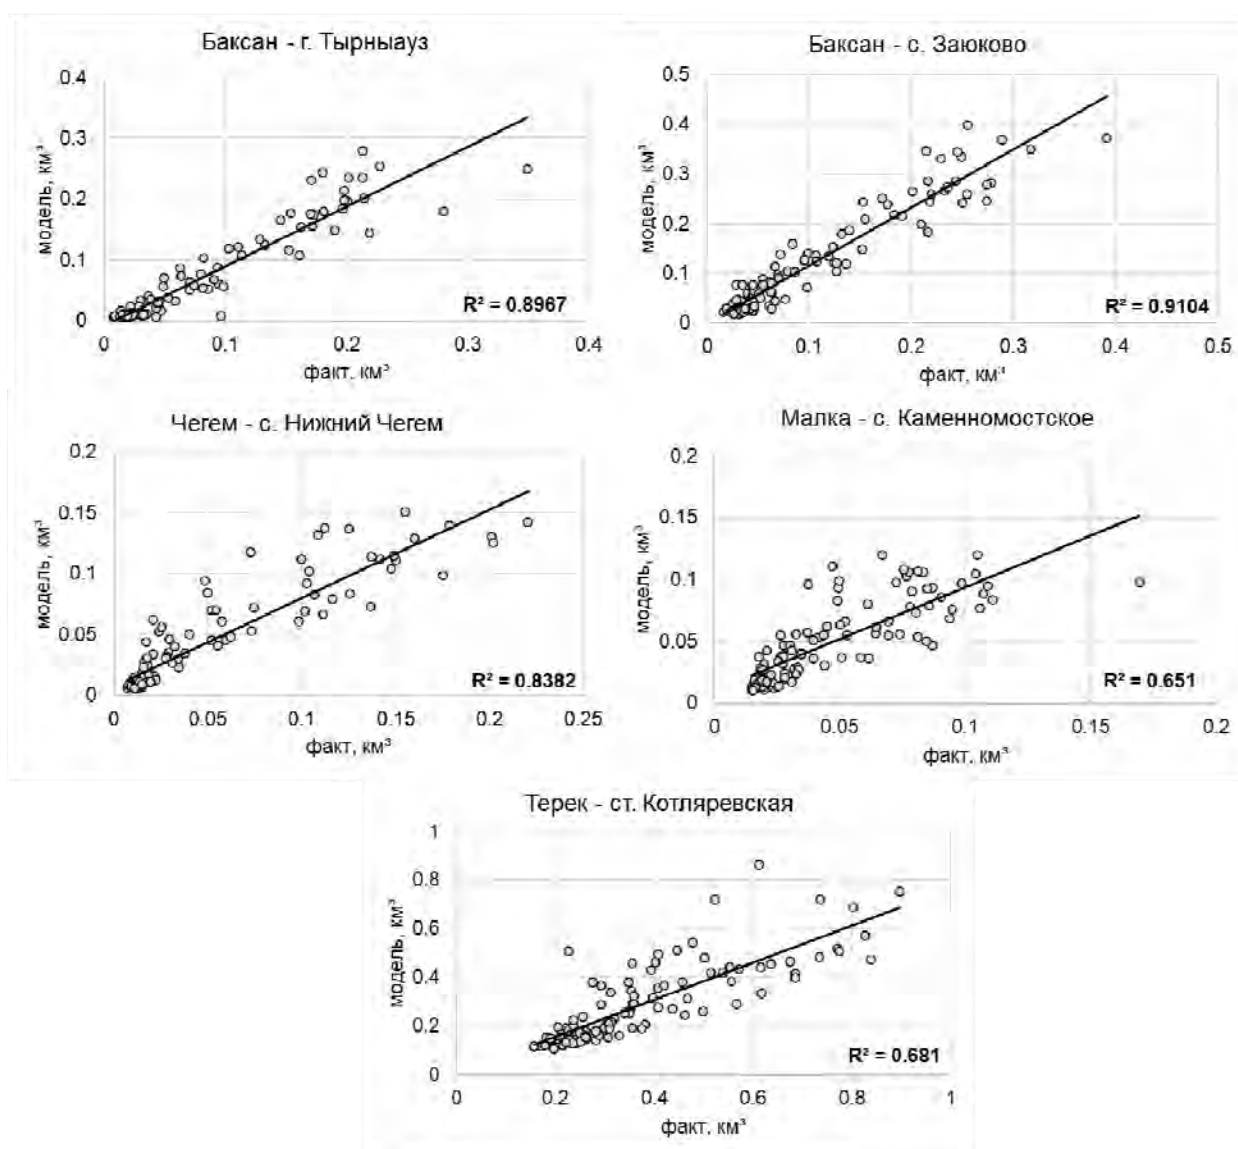 Баксан - г. Тырныауз
0.4
0.3
0.2
0.1
0
модель, км³
R² = 0.8967
0 0.1 0.2 0.3 0.4
факт, км³
Баксан - с. Заюково
0.5
0.4
0.3
0.2
0.1
0
модель, км³
R² = 0.9104
0 0.1 0.2 0.3 0.4 0.5
факт, км³
Чегем - с. Нижний Чегем
0.2
0.15
0.1
0.05
0
модель, км³
R² = 0.8382
0 0.05 0.1 0.15 0.2 0.25
факт, км³
Малка - с. Каменномостское
0.2
0.15
0.1
0.05
0
модель, км³
R² = 0.651
0 0.05 0.1 0.15 0.2
факт, км³
Терек - ст. Котляревская
1
0.8
0.6
0.4
0.2
0
модель, км³
R² = 0.681
0 0.2 0.4 0.6 0.8 1
факт, км³